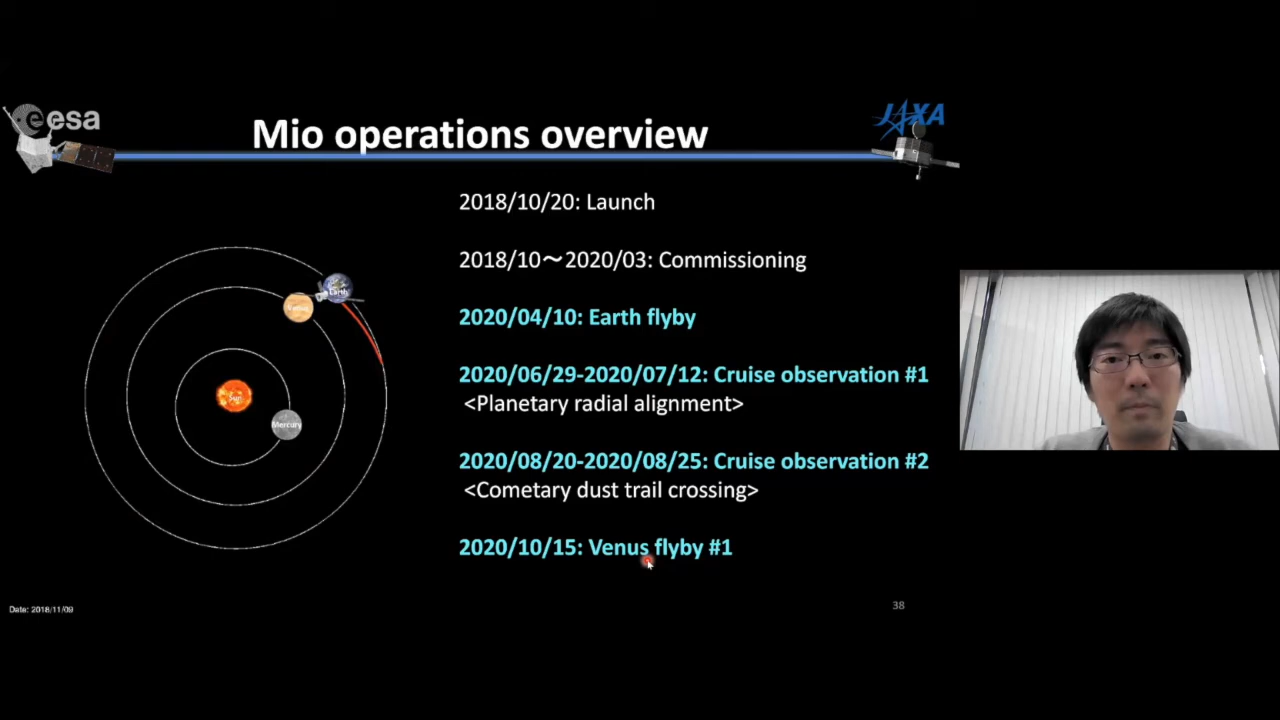 esa
Mio operations overview
JAXA
2018/10/20: Launch
2018/10～2020/03: Commissioning
2020/04/10: Earth flyby
2020/06/29-2020/07/12: Cruise observation #1
<Planetary radial alignment>
2020/08/20-2020/08/25: Cruise observation #2
<Cometary dust trail crossing>
2020/10/15: Venus flyby #1
Earth
Venus
Sun
Mercury
Date: 2018/11/09
38